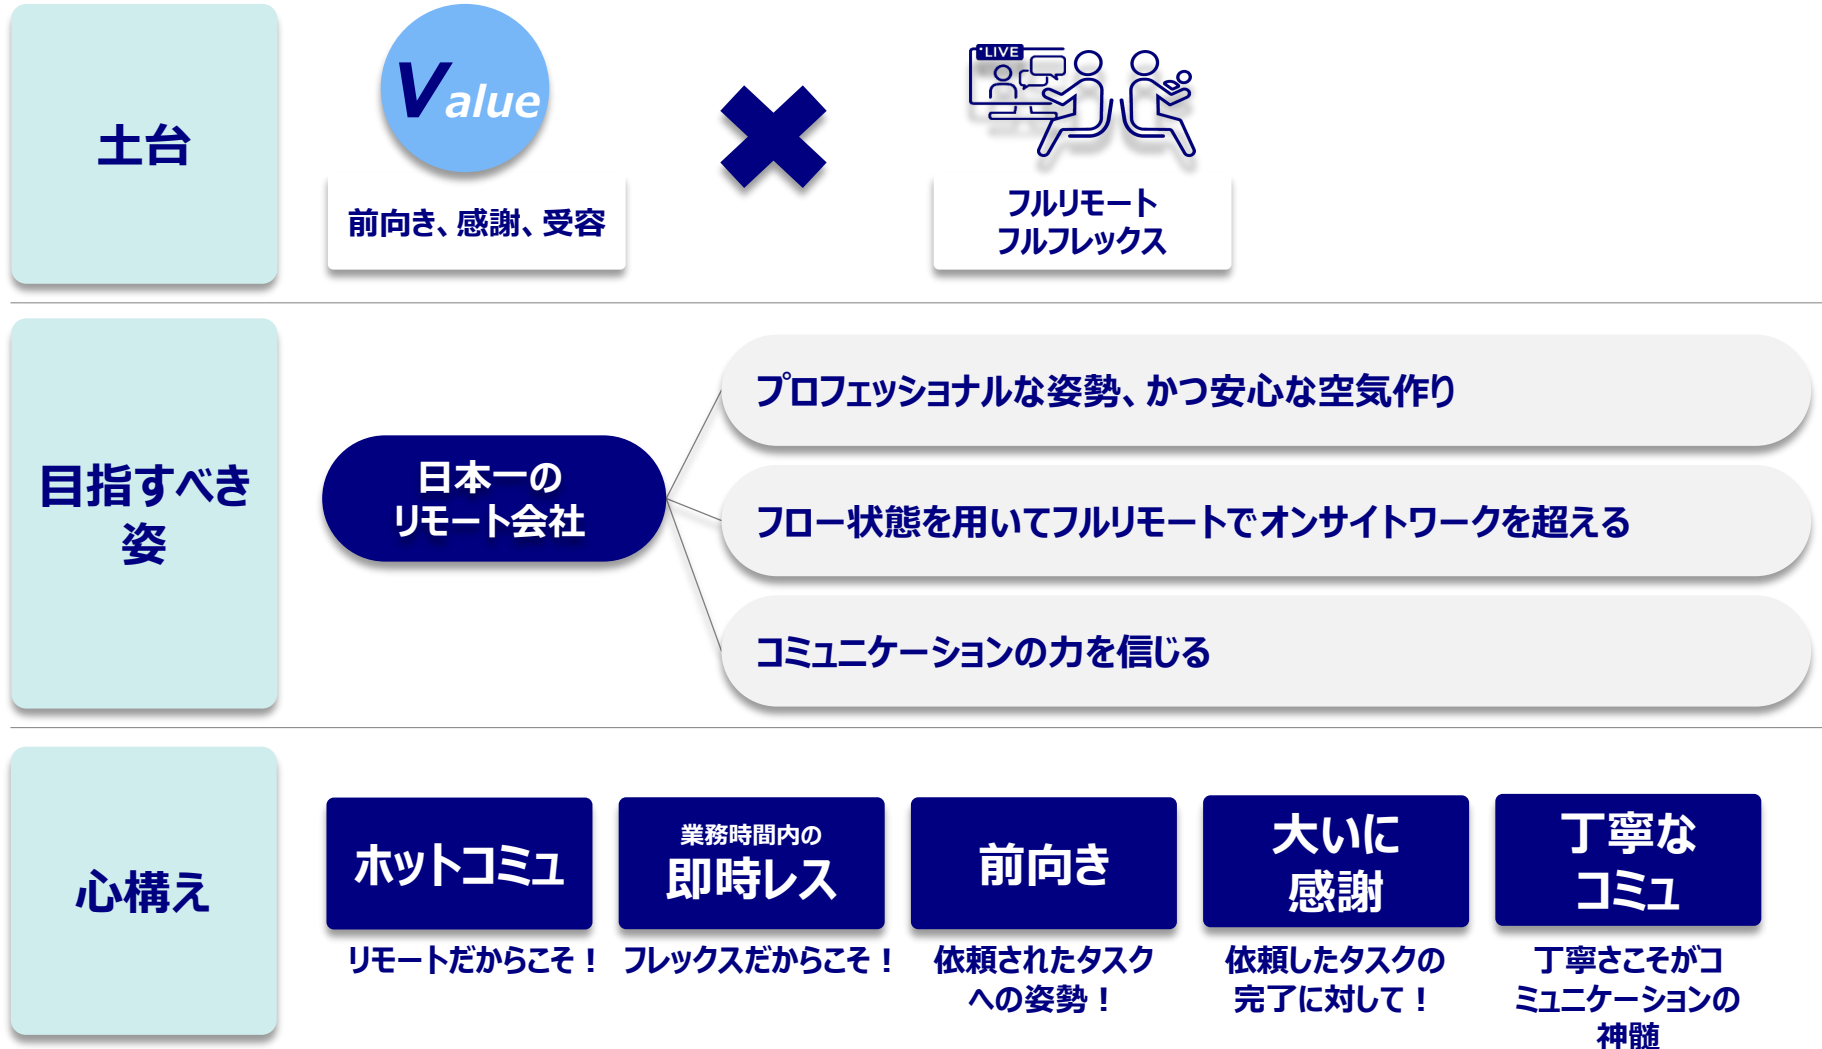 土台
Value
前向き、感謝、受容
LIVE
フルリモート
フルフレックス
目指すべき
姿
日本一の
リモート会社
プロフェッショナルな姿勢、かつ安心な空気作り
フロー状態を用いてフルリモートでオンサイトワークを超える
コミュニケーションの力を信じる
心構え
ホットコミュ
リモートだからこそ！
業務時間内の
即時レス
フレックスだからこそ！
前向き
依頼されたタスク
への姿勢！
大いに
感謝
依頼したタスクの
完了に対して！
丁寧な
コミュ
丁寧さこそがコ
ミュニケーションの
神髄